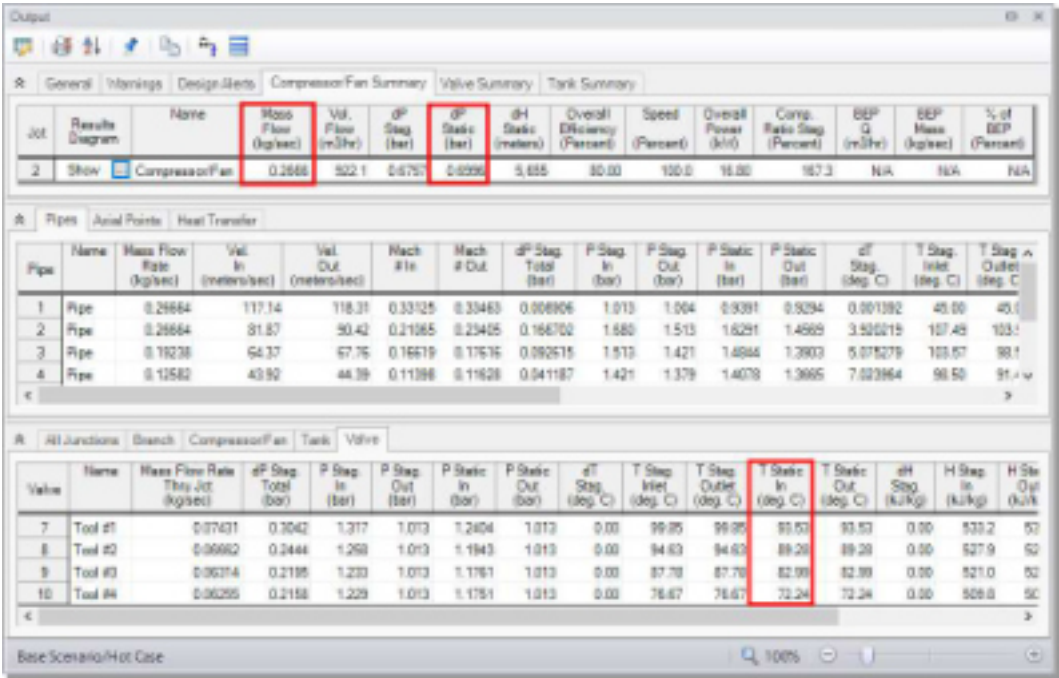 Output
General Warnings Design Alerts Compressor/Fan Summary Valve Summary Tank Summary
Jct Results Diagram Name Mass Flow (kg/sec) Vol. Flow (m3/hr) dP Stag. (bar) dP Static (bar) dH Static (meters) Overall Efficiency (Percent) Speed (Percent) Overall Power (kW) Comp. Ratio Stag. (Percent) BEP Q (m3/hr) BEP Mass (kg/sec) % of BEP (Percent)
2 Show Compressor/Fan 0.2666 922.1 0.6757 0.6996 5,655 80.00 100.0 16.80 167.3 N/A N/A N/A
Pipes Axial Points Heat Transfer
Pipe Name Mass Flow Rate (kg/sec) Vel. In (meters/sec) Vel. Out (meters/sec) Mach # In Mach # Out dP Stag. Total (bar) P Stag. In (bar) P Stag. Out (bar) P Static In (bar) P Static Out (bar) dT Stag. (deg. C) T Stag. Inlet (deg. C) T Stag Outlet (deg. C
1 Pipe 0.26664 117.14 118.31 0.33125 0.33463 0.008906 1.013 1.004 0.9391 0.9294 0.001392 45.00 45.0
2 Pipe 0.26664 81.87 90.42 0.21065 0.23405 0.166702 1.680 1.513 1.6291 1.4569 3.920219 107.49 103.5
3 Pipe 0.19238 64.37 67.76 0.16619 0.17616 0.092615 1.513 1.421 1.4844 1.3903 5.075279 103.57 98.5
4 Pipe 0.12582 43.92 44.39 0.11398 0.11628 0.041187 1.421 1.379 1.4078 1.3665 7.023964 98.50 91.4
All Junctions Branch Compressor/Fan Tank Valve
Valve Name Mass Flow Rate Thru Jct (kg/sec) dP Stag. Total (bar) P Stag. In (bar) P Stag. Out (bar) P Static In (bar) P Static Out (bar) dT Stag. (deg. C) T Stag. Inlet (deg. C) T Stag. Outlet (deg. C) T Static In (deg. C) T Static Out (deg. C) dH Stag. (kJ/kg) H Stag. In (kJ/kg)
7 Tool #1 0.07431 0.3042 1.317 1.013 1.2404 1.013 0.00 99.85 99.85 93.53 93.53 0.00 533.2 53
8 Tool #2 0.06662 0.2444 1.258 1.013 1.1943 1.013 0.00 94.63 94.63 89.28 89.28 0.00 527.9 52
9 Tool #3 0.06314 0.2195 1.233 1.013 1.1761 1.013 0.00 87.78 87.78 82.99 82.99 0.00 521.0 52
10 Tool #4 0.06255 0.2158 1.229 1.013 1.1751 1.013 0.00 76.67 76.67 72.24 72.24 0.00 509.8
Base Scenario/Hot Case 100%